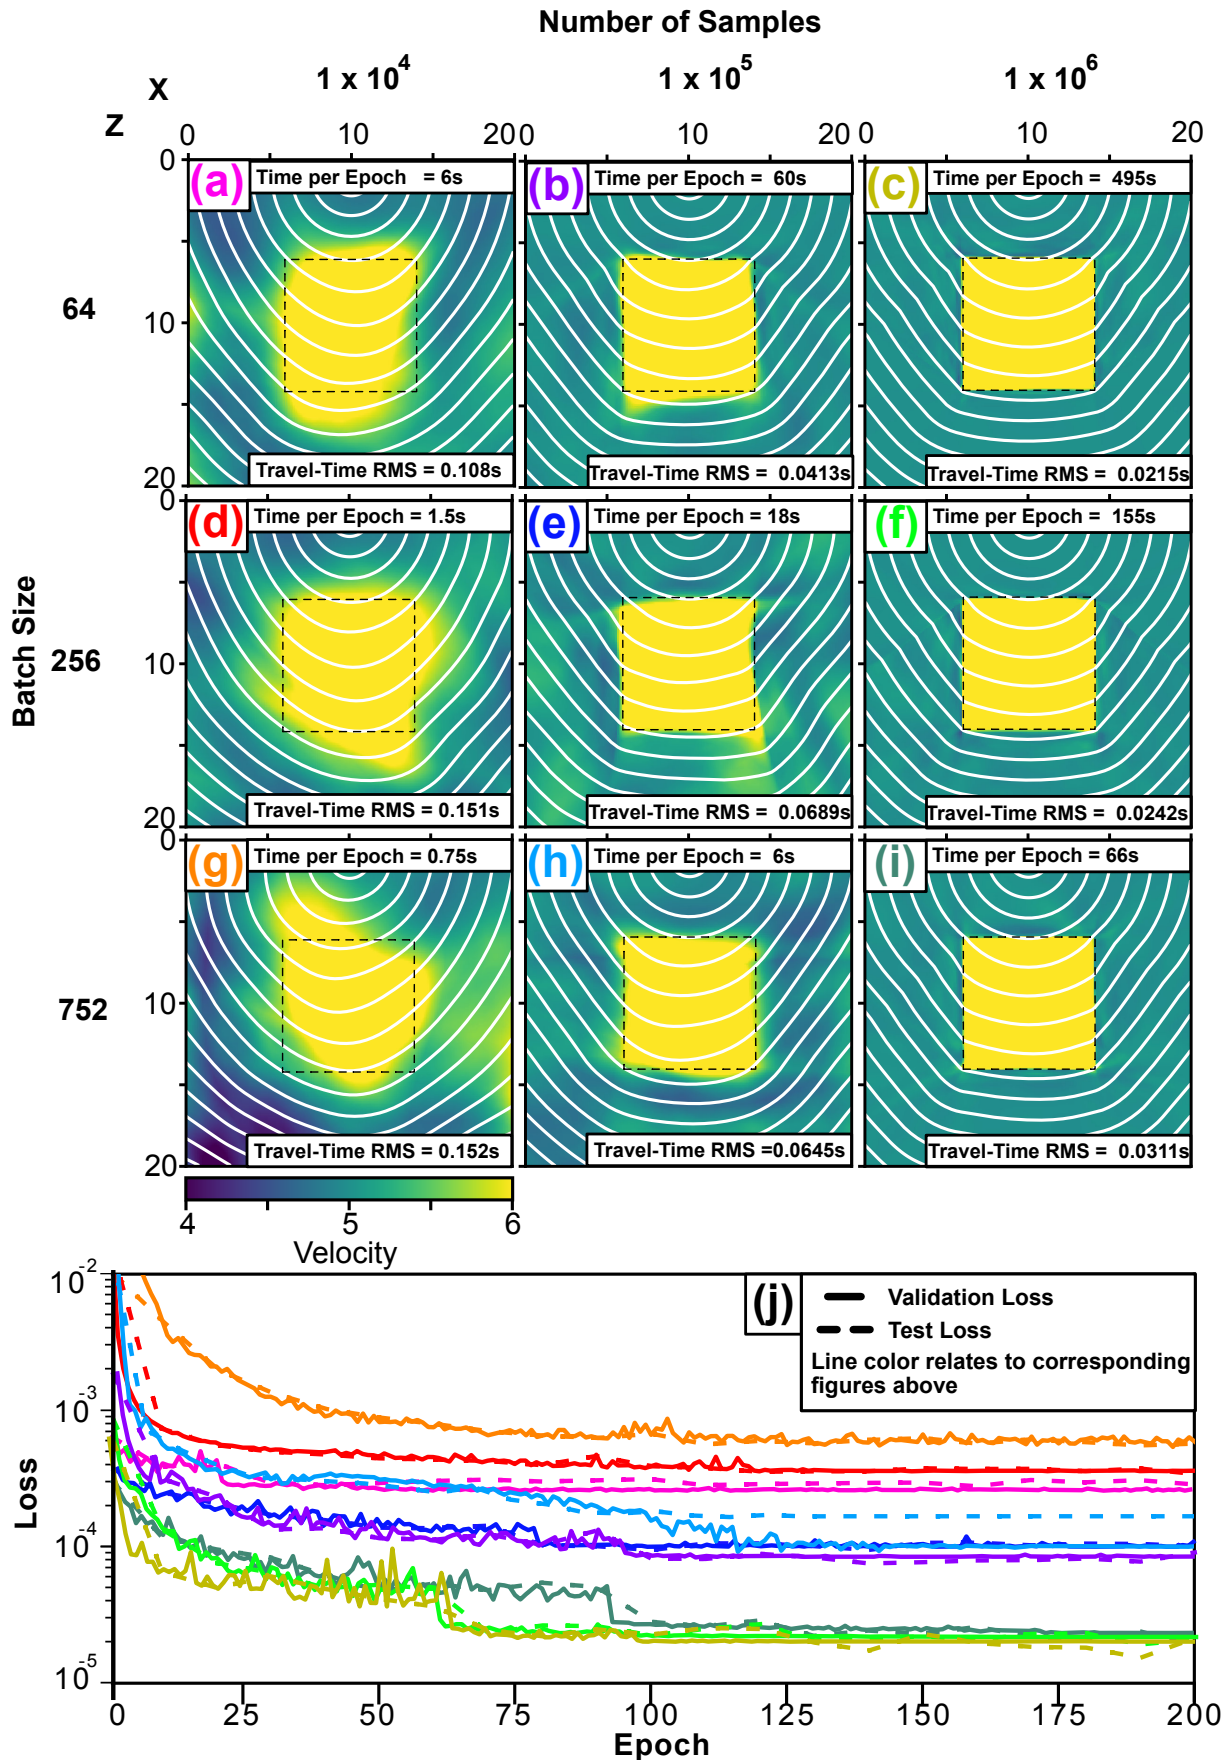 Number of Samples
1 x 10^4 1 x 10^5 1 x 10^6
X
Z
0 10 20 0 10 20 0 10 20
0
(a) Time per Epoch = 6s
(b) Time per Epoch = 60s
(c) Time per Epoch = 495s
64
10
Travel-Time RMS = 0.108s
Travel-Time RMS = 0.0413s
Travel-Time RMS = 0.0215s
20
0
(d) Time per Epoch = 1.5s
(e) Time per Epoch = 18s
(f) Time per Epoch = 155s
Batch Size
256
10
Travel-Time RMS = 0.151s
Travel-Time RMS = 0.0689s
Travel-Time RMS = 0.0242s
20
0
(g) Time per Epoch = 0.75s
(h) Time per Epoch = 6s
(i) Time per Epoch = 66s
752
10
Travel-Time RMS = 0.152s
Travel-Time RMS =0.0645s
Travel-Time RMS = 0.0311s
20
4 5 6
Velocity
(j)
Validation Loss
Test Loss
Line color relates to corresponding
figures above
Loss
10^-2
10^-3
10^-4
10^-5
0 25 50 75 100 125 150 200
Epoch